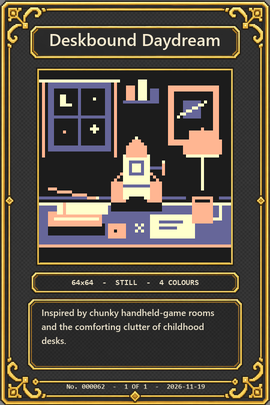 Deskbound Daydream
64x64 - STILL - 4 COLOURS
Inspired by chunky handheld-game rooms
and the comforting clutter of childhood
desks.
No. 000062 - 1 OF 1 - 2026-11-19